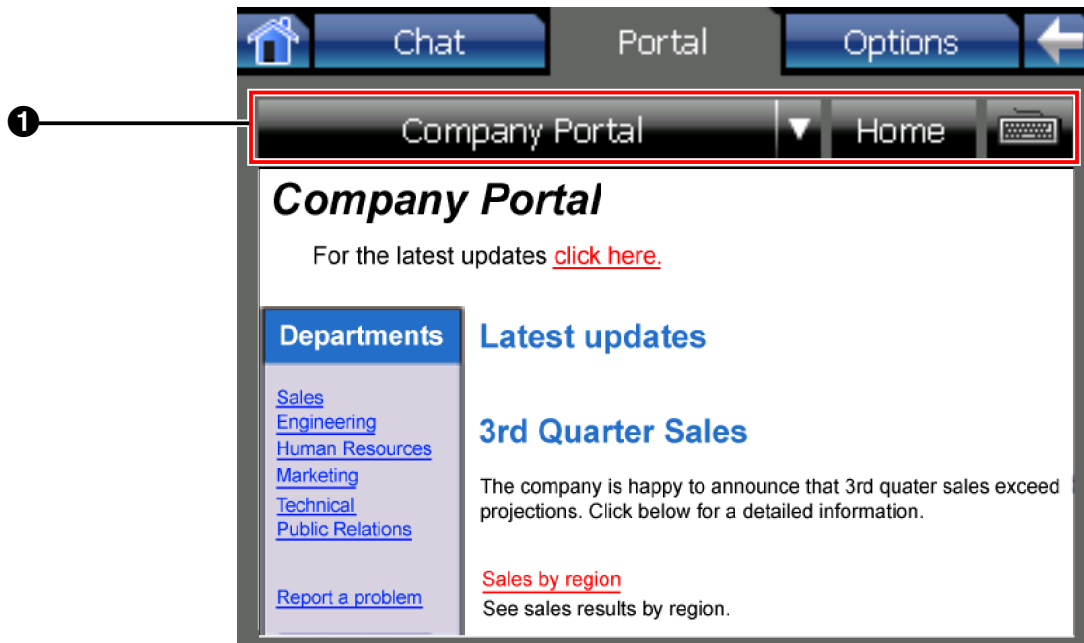 Chat Portal Options
❶
Company Portal Home
Company Portal
For the latest updates click here.
Departments
Sales
Engineering
Human Resources
Marketing
Technical
Public Relations
Report a problem
Latest updates
3rd Quarter Sales
The company is happy to announce that 3rd quater sales exceed
projections. Click below for a detailed information.
Sales by region
See sales results by region.